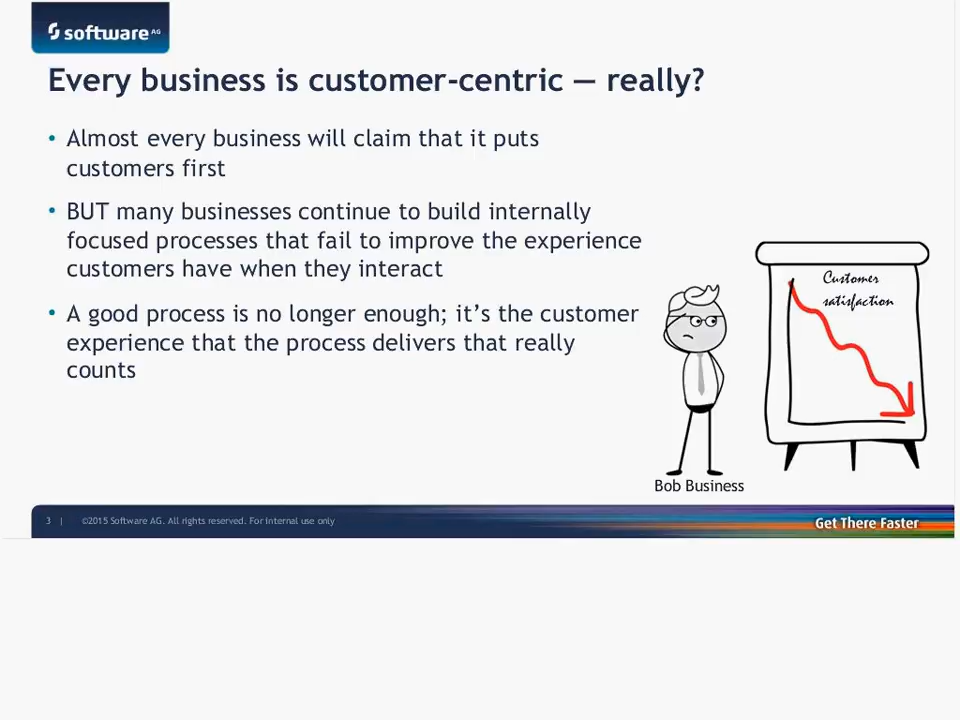 software AG
Every business is customer-centric — really?
• Almost every business will claim that it puts
customers first
• BUT many businesses continue to build internally
focused processes that fail to improve the experience
customers have when they interact
• A good process is no longer enough; it’s the customer
experience that the process delivers that really
counts
Customer
satisfaction
Bob Business
3 | ©2015 Software AG. All rights reserved. For internal use only
Get There Faster